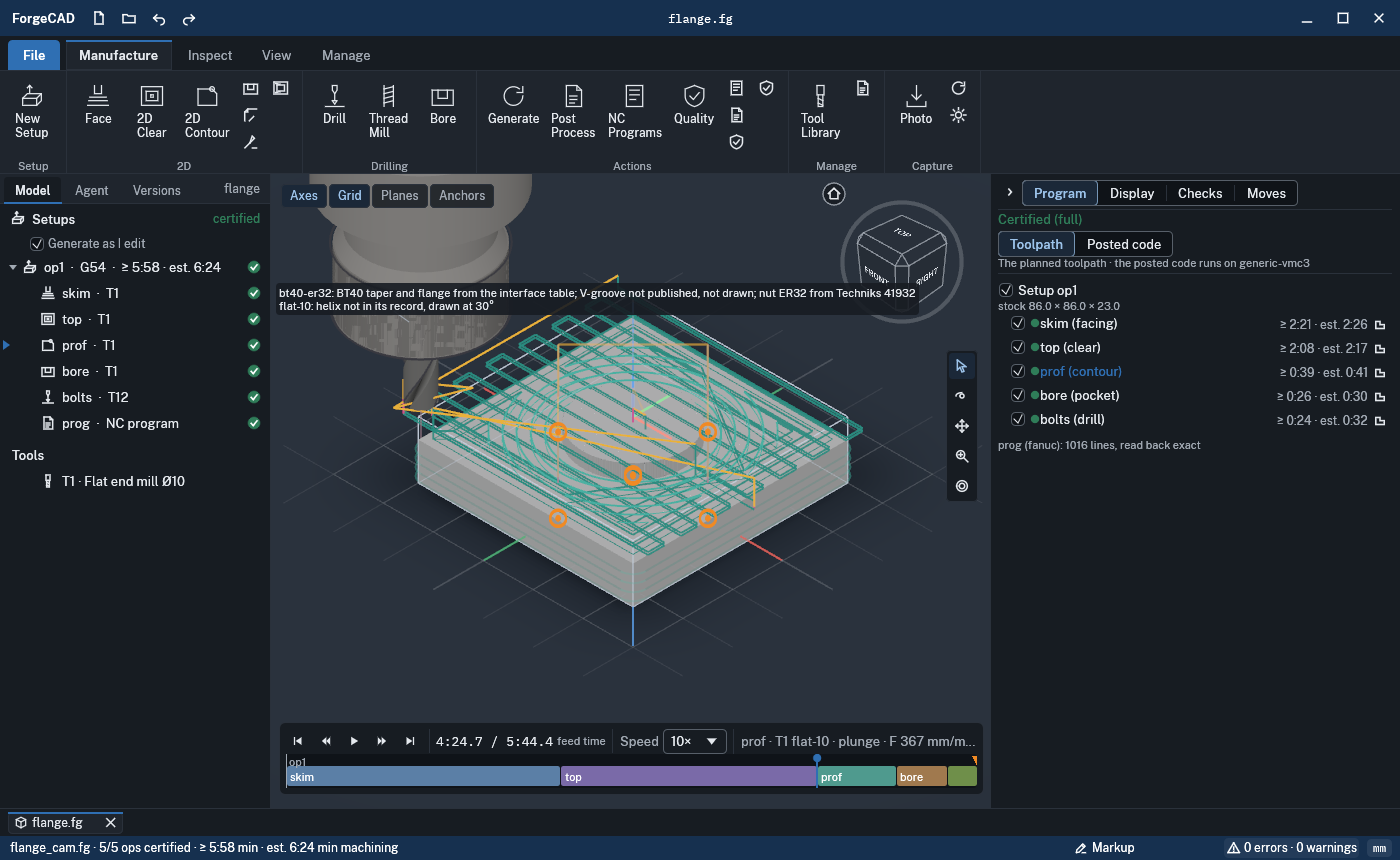 ForgeCAD
flange.fg
File
Manufacture
Inspect
View
Manage
New Setup
Face
2D Clear
2D Contour
Drill
Thread Mill
Bore
Generate
Post Process
NC Programs
Quality
Tool Library
Photo
Setup
2D
Drilling
Actions
Manage
Capture
Model
Agent
Versions
flange
Setups
certified
Generate as I edit
op1 · G54 · ≥ 5:58 · est. 6:24
skim · T1
top · T1
prof · T1
bore · T1
bolts · T12
prog · NC program
Tools
T1 · Flat end mill Ø10
Axes
Grid
Planes
Anchors
TOP
FRONT
RIGHT
bt40-er32: BT40 taper and flange from the interface table; V-groove not published, not drawn; nut ER32 from Techniks 41932
flat-10: helix not in its record, drawn at 30°
4:24.7 / 5:44.4 feed time
Speed
10×
prof · T1 flat-10 · plunge · F 367 mm/m...
op1
skim
top
prof
bore
Program
Display
Checks
Moves
Certified (full)
Toolpath
Posted code
The planned toolpath · the posted code runs on generic-vmc3
Setup op1
stock 86.0 × 86.0 × 23.0
skim (facing) ≥ 2:21 · est. 2:26
top (clear) ≥ 2:08 · est. 2:17
prof (contour) ≥ 0:39 · est. 0:41
bore (pocket) ≥ 0:26 · est. 0:30
bolts (drill) ≥ 0:24 · est. 0:32
prog (fanuc): 1016 lines, read back exact
flange.fg
flange_cam.fg · 5/5 ops certified · ≥ 5:58 min · est. 6:24 min machining
Markup
0 errors · 0 warnings
mm